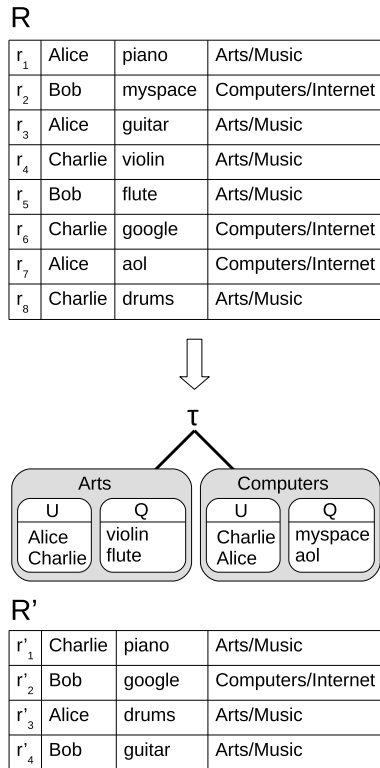 R
r1 Alice piano Arts/Music
r2 Bob myspace Computers/Internet
r3 Alice guitar Arts/Music
r4 Charlie violin Arts/Music
r5 Bob flute Arts/Music
r6 Charlie google Computers/Internet
r7 Alice aol Computers/Internet
r8 Charlie drums Arts/Music
τ
Arts Computers
U Q U Q
Alice violin Charlie myspace
Charlie flute Alice aol
R’
r’1 Charlie piano Arts/Music
r’2 Bob google Computers/Internet
r’3 Alice drums Arts/Music
r’4 Bob guitar Arts/Music